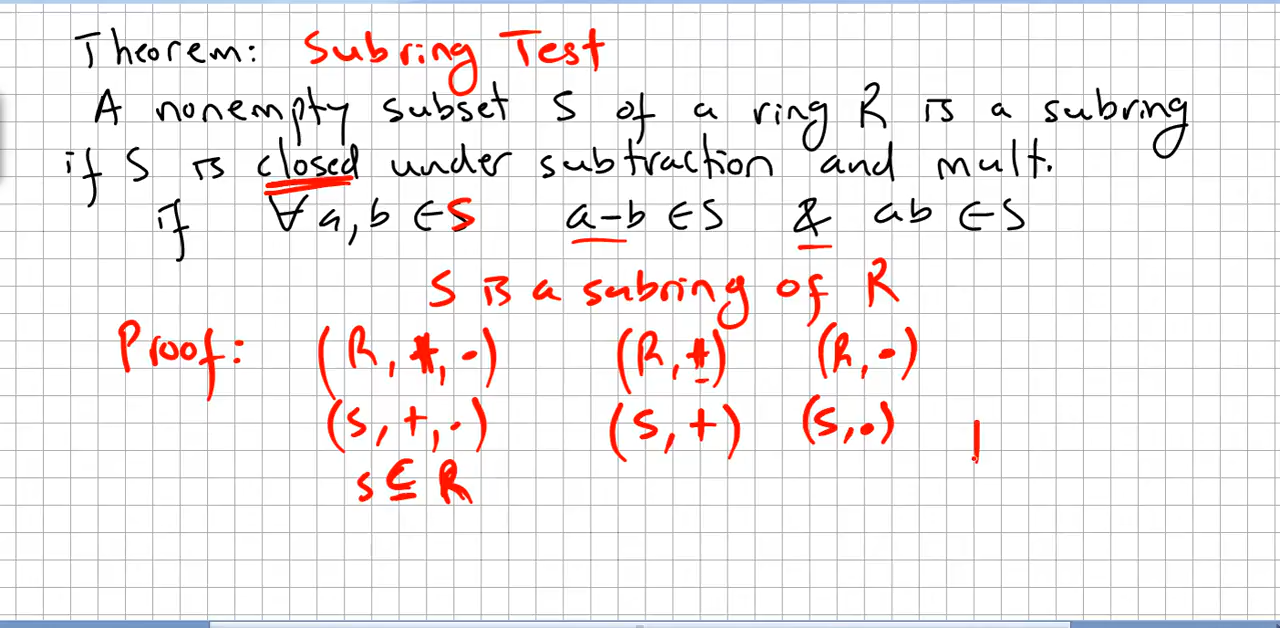 Theorem: Subring Test
A nonempty subset S of a ring R is a subring
if S is closed under subtraction and mult.
if ∀ a, b ∈ S a-b ∈ S & ab ∈ S
S is a subring of R
Proof: (R, +, ·) (R, +) (R, ·)
(S, +, ·) (S, +) (S, ·)
S ⊆ R